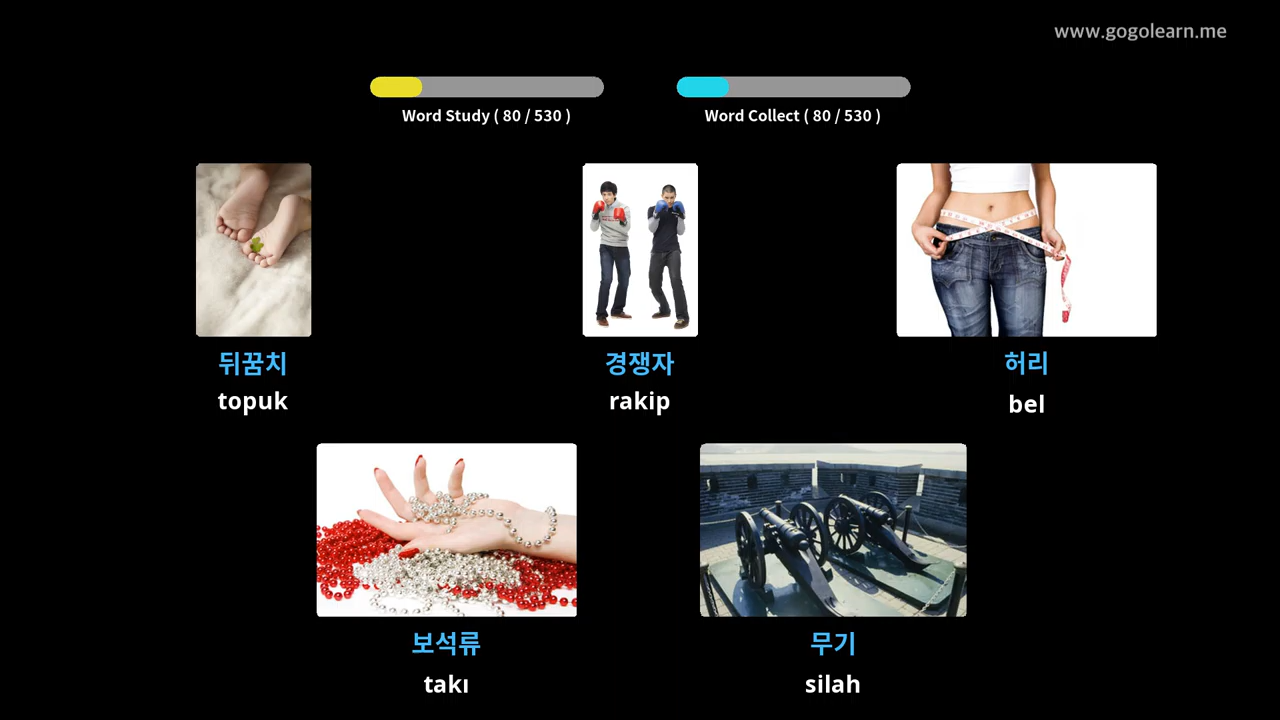 www.gogolearn.me
Word Study ( 80 / 530 )
Word Collect ( 80 / 530 )
뒤꿈치
topuk
경쟁자
rakip
허리
bel
보석류
takı
무기
silah